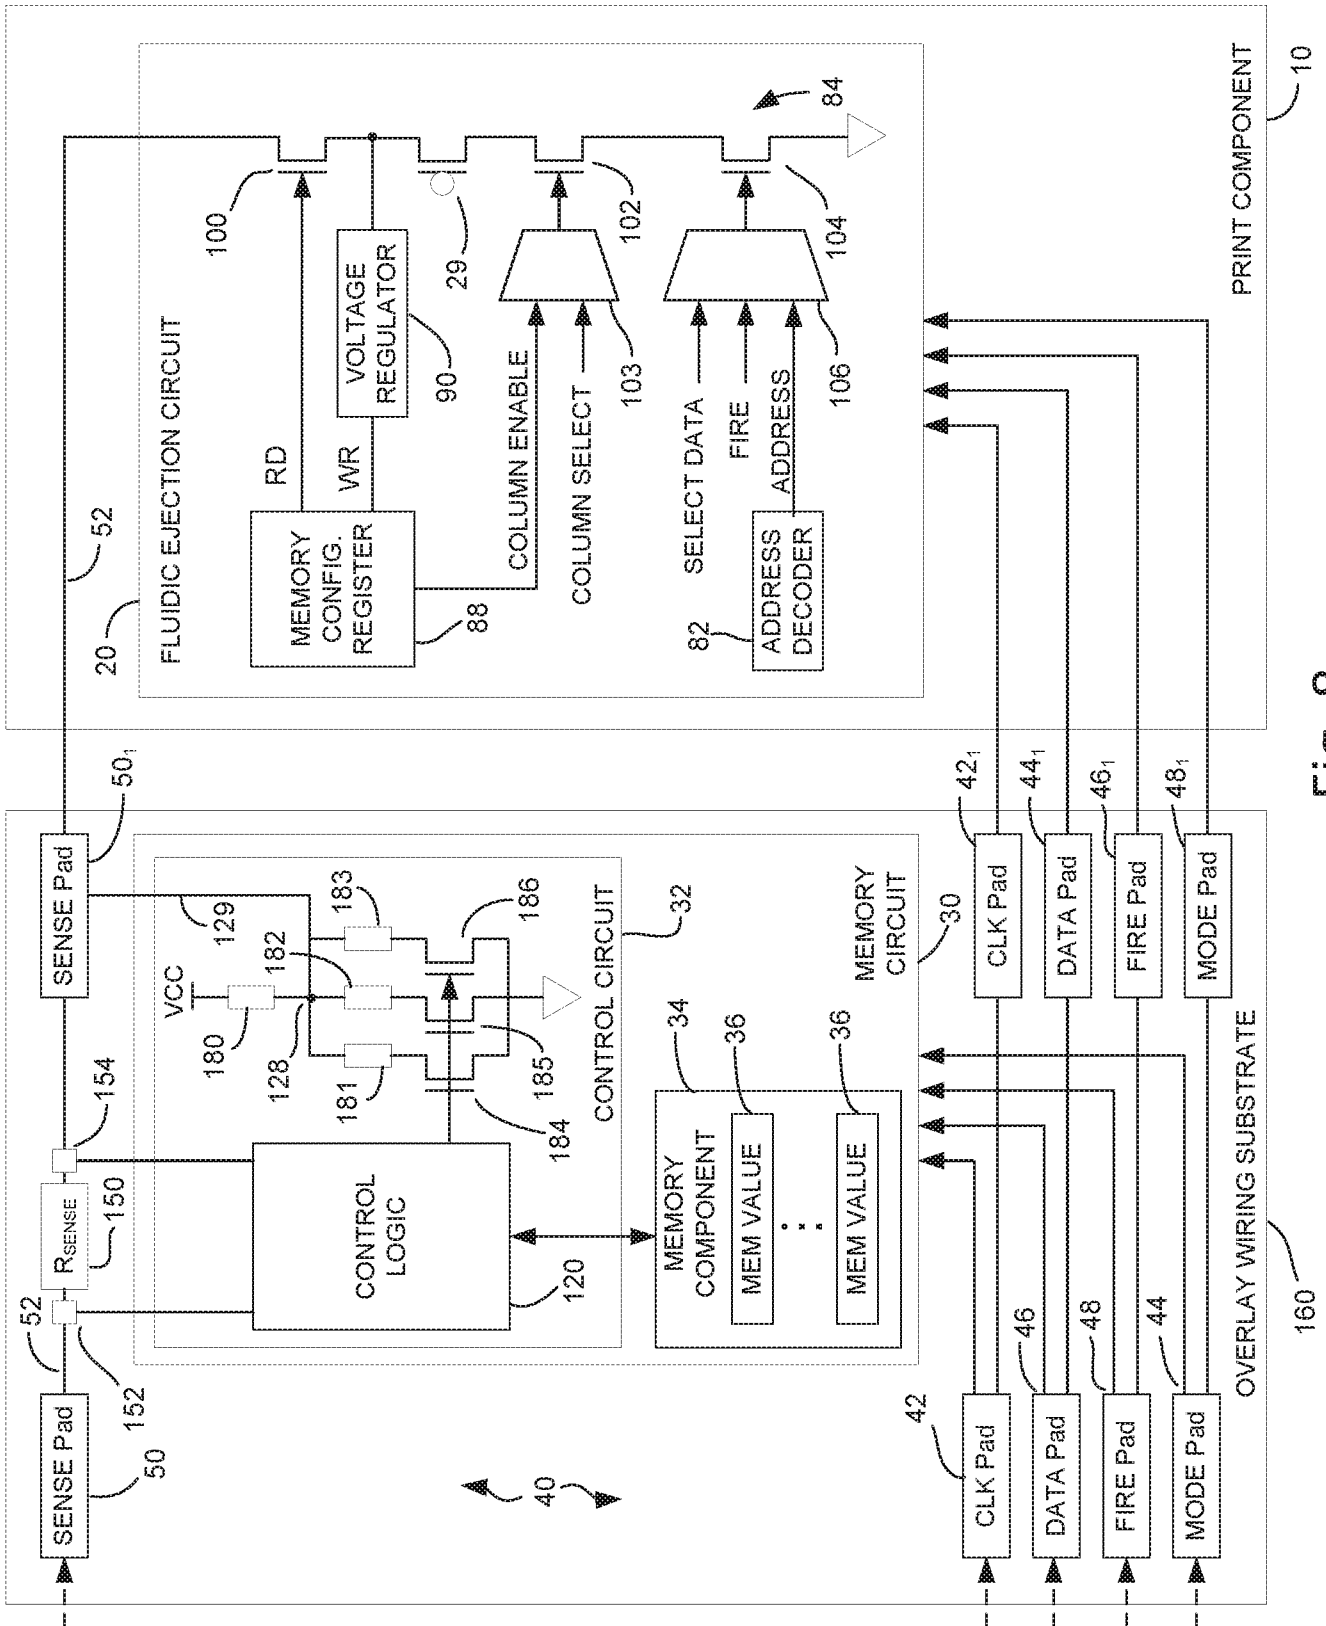 SENSE Pad
50
52
152
R_SENSE
150
154
SENSE Pad
50₁
129
52
40
CONTROL LOGIC
120
VCC
180
128
181
182
183
184
185
186
CONTROL CIRCUIT
32
MEMORY
COMPONENT
34
MEM VALUE
36
MEM VALUE
36
MEMORY
CIRCUIT
30
CLK Pad
42
DATA Pad
46
FIRE Pad
48
MODE Pad
44
CLK Pad
42₁
DATA Pad
44₁
FIRE Pad
46₁
MODE Pad
48₁
OVERLAY WIRING SUBSTRATE
160
20
FLUIDIC EJECTION CIRCUIT
MEMORY
CONFIG.
REGISTER
88
RD
WR
VOLTAGE
REGULATOR
90
100
29
COLUMN ENABLE
COLUMN SELECT
103
102
SELECT DATA
FIRE
ADDRESS
82
ADDRESS
DECODER
106
104
84
PRINT COMPONENT
10
Fig.